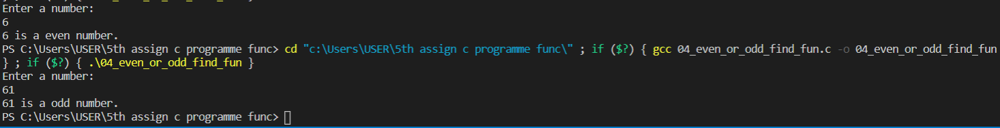 Enter a number:
6
6 is a even number.
PS C:\Users\USER\5th assign c programme func> cd "c:\Users\USER\5th assign c programme func\" ; if ($?) { gcc 04_even_or_odd_find_fun.c -o 04_even_or_odd_find_fun
} ; if ($?) { .\04_even_or_odd_find_fun }
Enter a number:
61
61 is a odd number.
PS C:\Users\USER\5th assign c programme func>